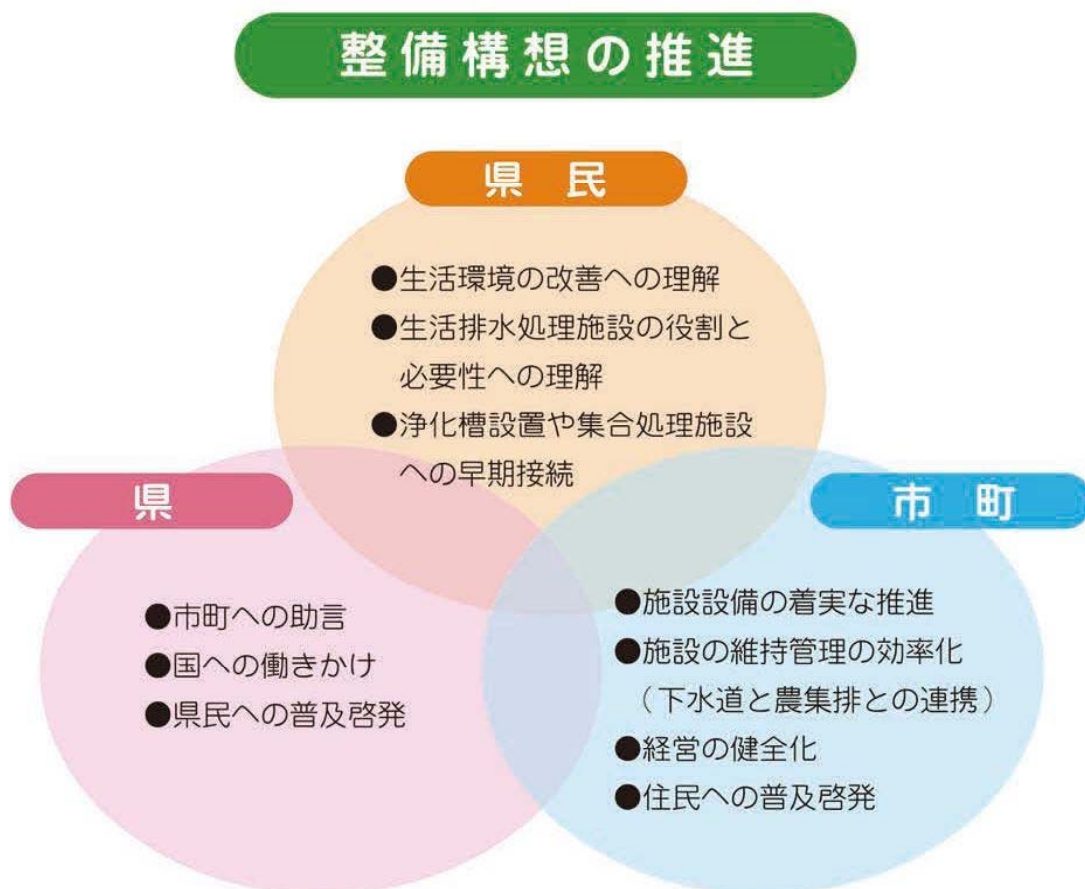 整備構想の推進
県 民
●生活環境の改善への理解
●生活排水処理施設の役割と
必要性への理解
●浄化槽設置や集合処理施設
への早期接続
県
●市町への助言
●国への働きかけ
●県民への普及啓発
市 町
●施設設備の着実な推進
●施設の維持管理の効率化
（下水道と農集排との連携）
●経営の健全化
●住民への普及啓発